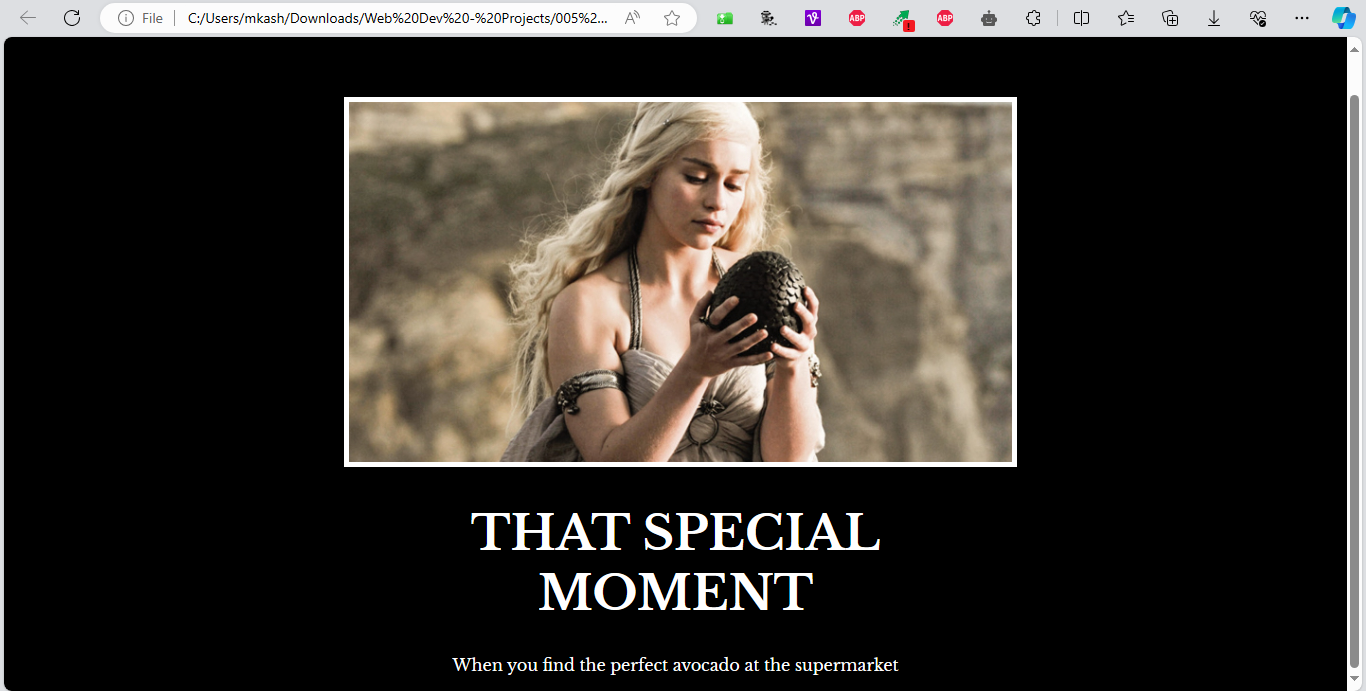 File
C:/Users/mkash/Downloads/Web%20Dev%20-%20Projects/005%2...
ABP
ABP
THAT SPECIAL
MOMENT
When you find the perfect avocado at the supermarket